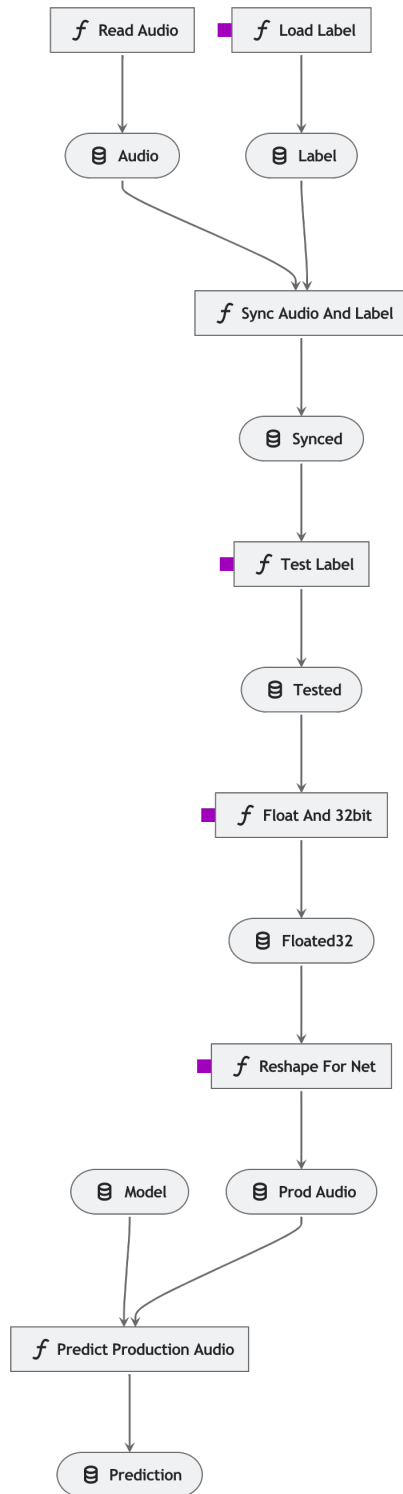 Read Audio
Load Label
Audio
Label
Sync Audio And Label
Synced
Test Label
Tested
Float And 32bit
Floated32
Reshape For Net
Model
Prod Audio
Predict Production Audio
Prediction